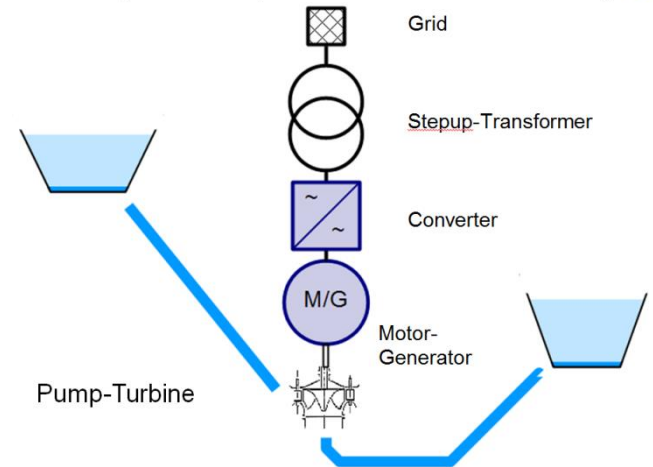 Grid
Stepup-Transformer
~
Converter
~
M/G
Motor-
Generator
Pump-Turbine